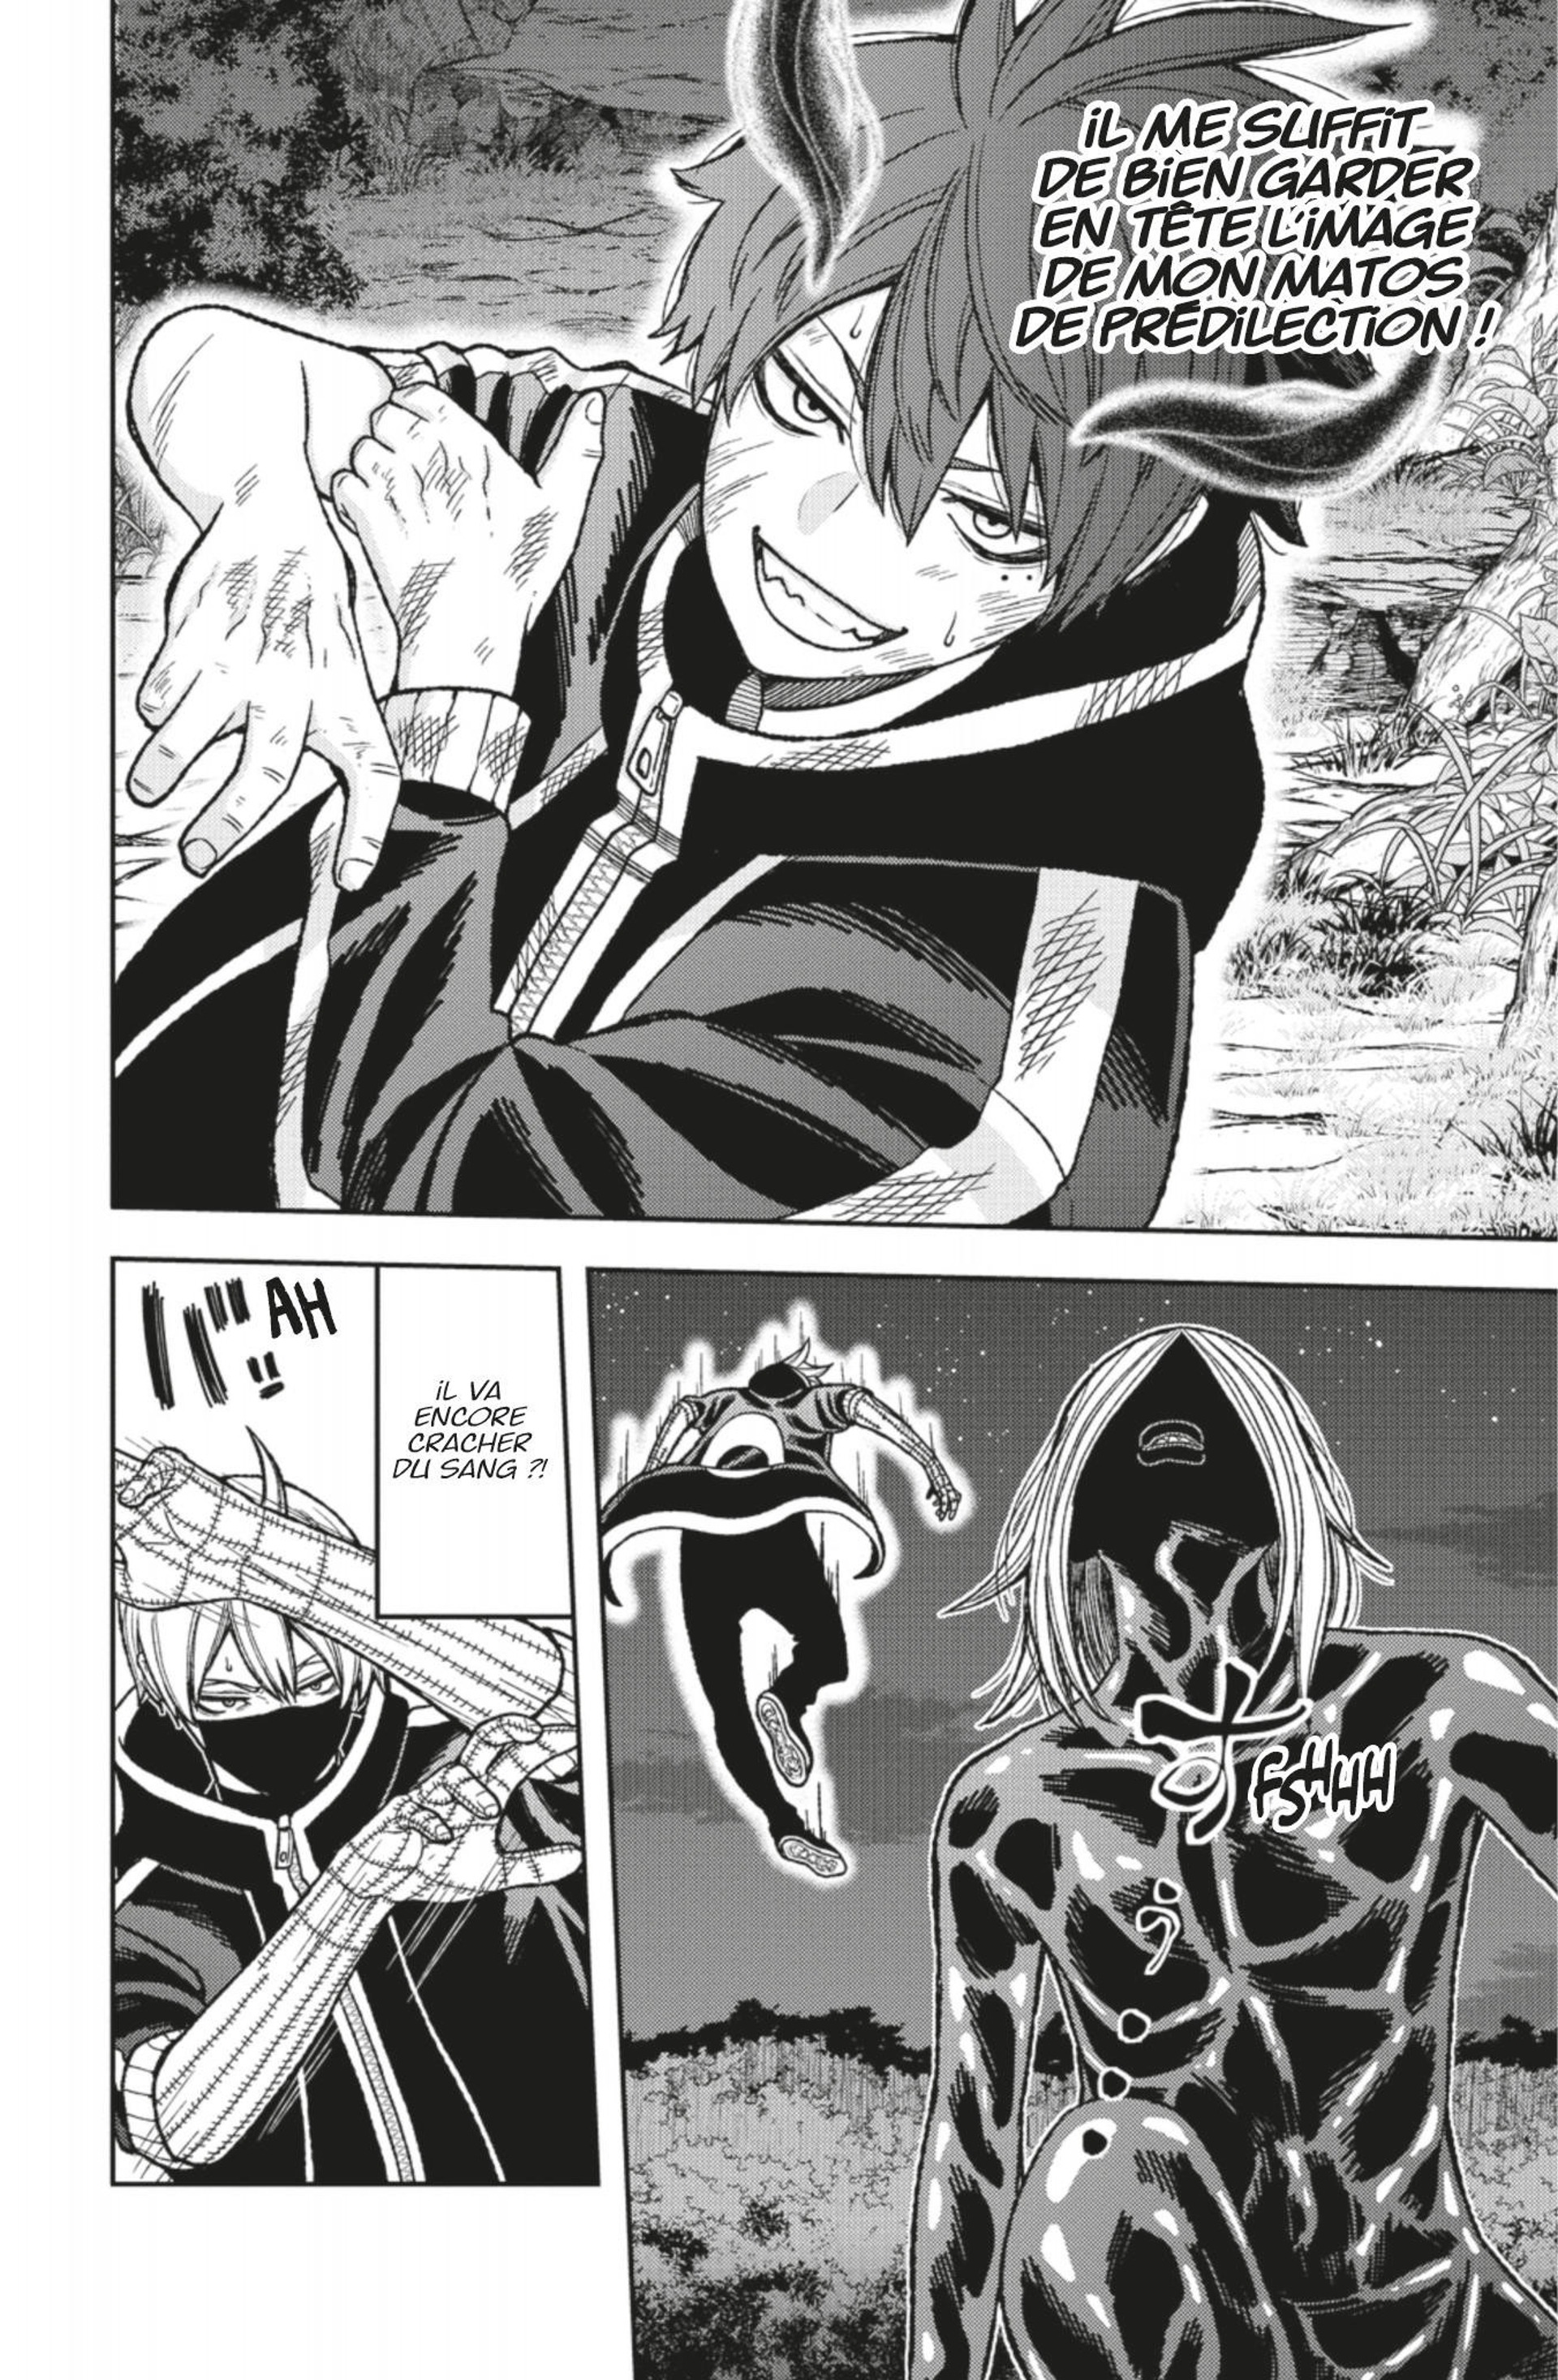 iL ME SUFFiT
DE BiEN GARDER
EN TÊTE L'iMAGE
DE MON MATOS
DE PRÉDiLECTiON !
FSHHH
iL VA
ENCORE
CRACHER
DU SANG ?!
バ
AH
!!